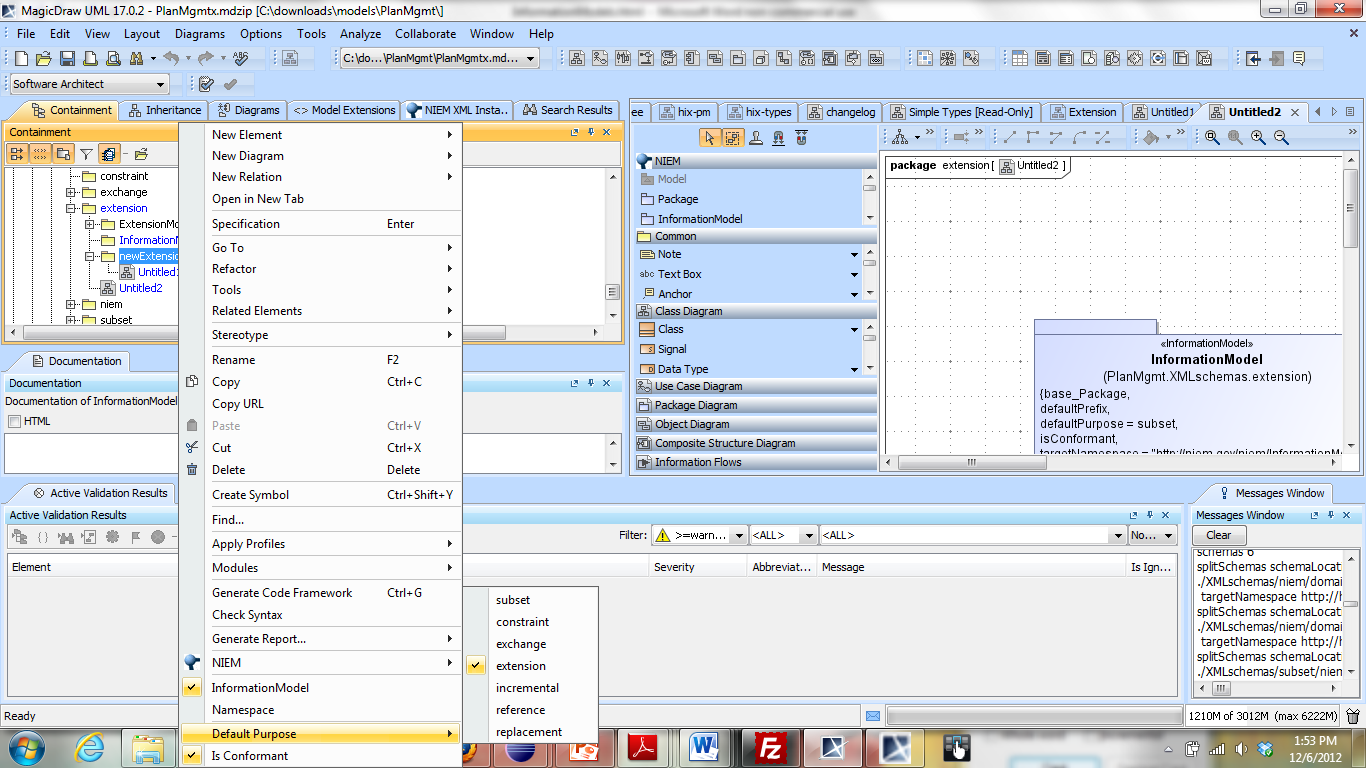 MagicDraw UML 17.0.2 - PlanMgmtx.mdzip [C:\downloads\models\PlanMgmt\]
File Edit View Layout Diagrams Options Tools Analyze Collaborate Window Help
C:\do...\PlanMgmt\PlanMgmtx.md...
Software Architect
Containment Inheritance Diagrams <> Model Extensions NIEM XML Insta... Search Results
Containment
constraint
exchange
extension
ExtensionMo
InformationM
newExtensio
Untitled1
Untitled2
niem
subset
Documentation
Documentation
Documentation of InformationModel
HTML
New Element
New Diagram
New Relation
Open in New Tab
Specification Enter
Go To
Refactor
Tools
Related Elements
Stereotype
Rename F2
Copy Ctrl+C
Copy URL
Paste Ctrl+V
Cut Ctrl+X
Delete Delete
Create Symbol Ctrl+Shift+Y
Find...
Apply Profiles
Modules
Generate Code Framework Ctrl+G
Check Syntax
Generate Report...
NIEM
InformationModel
Namespace
Default Purpose
Is Conformant
subset
constraint
exchange
extension
incremental
reference
replacement
ee hix-pm hix-types changelog Simple Types [Read-Only] Extension Untitled1 Untitled2
NIEM
Model
Package
InformationModel
Common
Note
abc Text Box
Anchor
Class Diagram
Class
Signal
Data Type
Use Case Diagram
Package Diagram
Object Diagram
Composite Structure Diagram
Information Flows
package extension[ Untitled2 ]
«InformationModel»
InformationModel
(PlanMgmt.XMLschemas.extension)
{base_Package,
defaultPrefix,
defaultPurpose = subset,
isConformant,
targetNamespace = "http://niem.gov/niem/InformationM
Active Validation Results
Active Validation Results
Filter: >=warn... <ALL> <ALL> No...
Element Severity Abbreviat... Message Is Ign...
Messages Window
Messages Window
Clear
schemas 6
splitSchemas schemaLocat
./XMLschemas/niem/domai
targetNamespace http://h
splitSchemas schemaLocat
./XMLschemas/niem/domai
targetNamespace http://h
splitSchemas schemaLocat
./XMLschemas/subset/niem
Ready
1210M of 3012M (max 6222M)
1:53 PM
12/6/2012